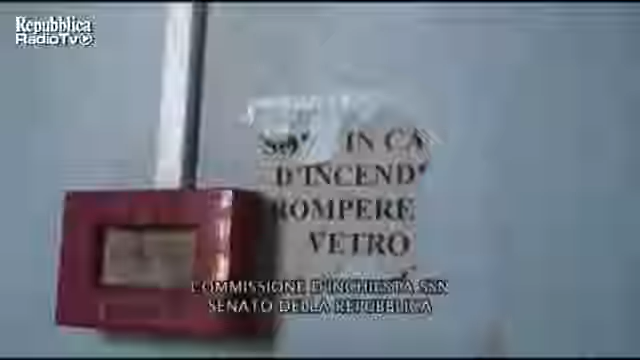 Repubblica
RadioTv
IN CA
D'INCEND
ROMPERE
VETRO
COMMISSIONE D'INCHIESTA SSN
SENATO DELLA REPUBBLICA